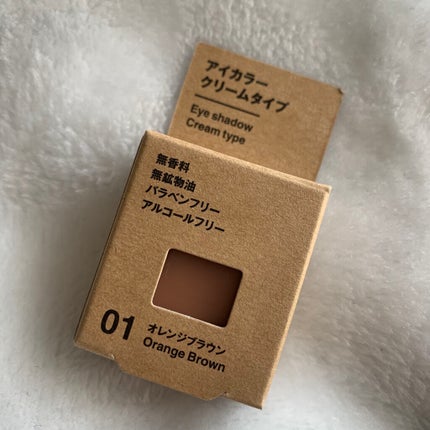 アイカラー
クリームタイプ
Eye shadow
Cream type
無香料
無鉱物油
パラベンフリー
アルコールフリー
01
オレンジブラウン
Orange Brown